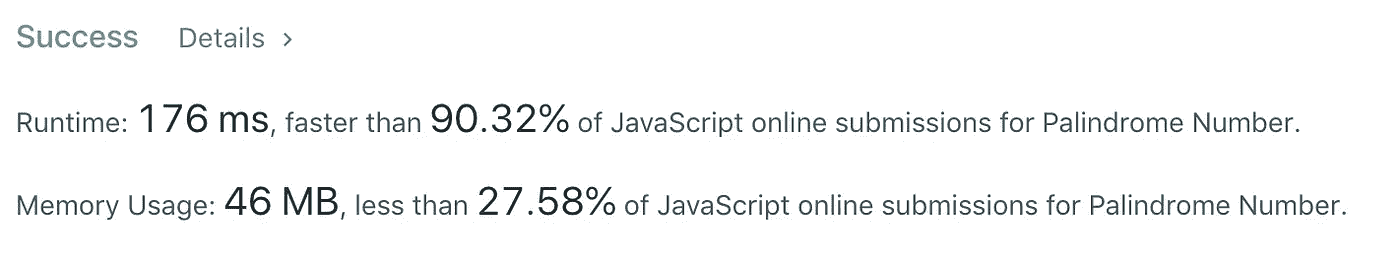 Success Details >
Runtime: 176 ms, faster than 90.32% of JavaScript online submissions for Palindrome Number.
Memory Usage: 46 MB, less than 27.58% of JavaScript online submissions for Palindrome Number.